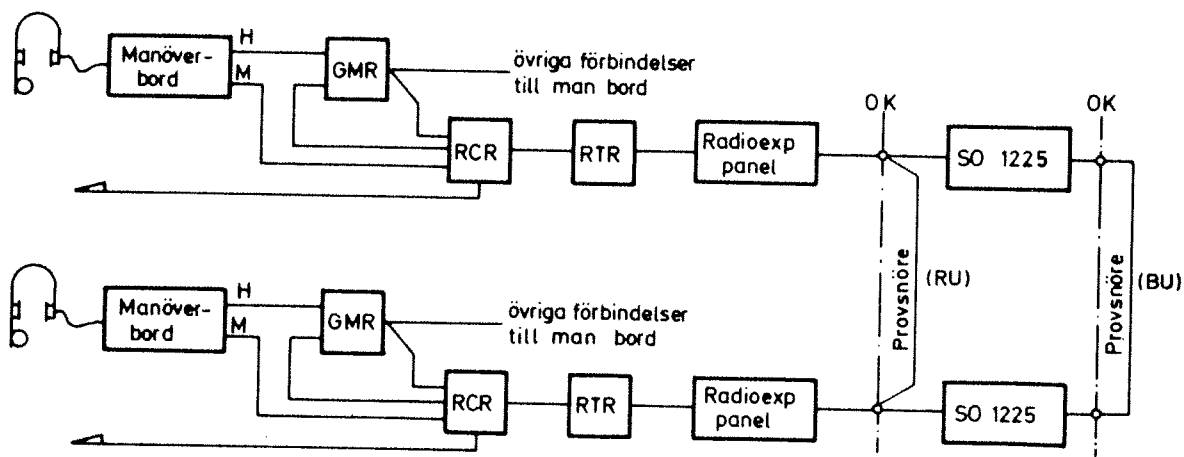 Manöver-
bord
H
M
GMR
övriga förbindelser
till man bord
RCR
RTR
Radioexp
panel
OK
SO 1225
OK
Provsnöre
(RU)
Provsnöre
(BU)
Manöver-
bord
H
M
GMR
övriga förbindelser
till man bord
RCR
RTR
Radioexp
panel
SO 1225